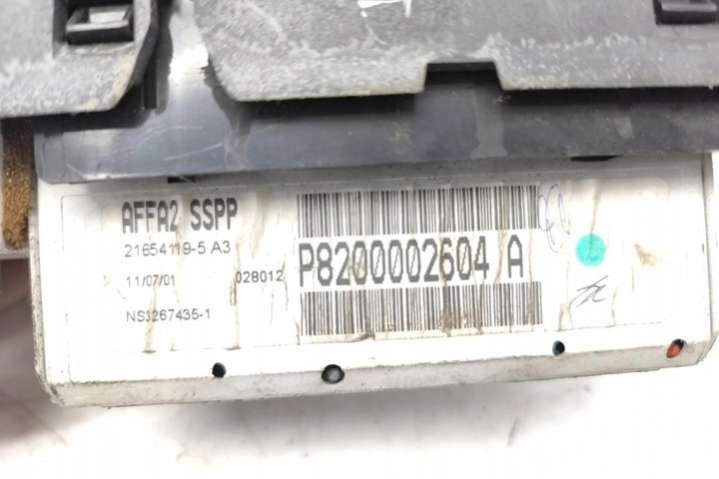 AFFA2 SSPP
21654119-5 A3
11/07/01 028012
NS3267435-1
P8200002604 A